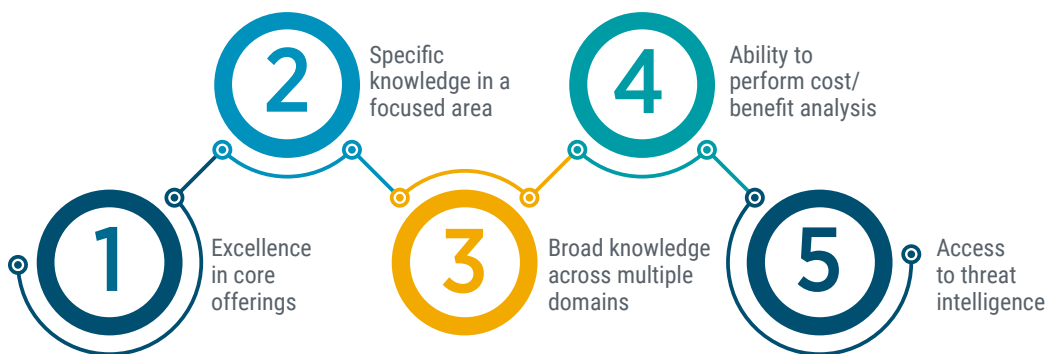 1
Excellence
in core
offerings
2
Specific
knowledge in a
focused area
3
Broad knowledge
across multiple
domains
4
Ability to
perform cost/
benefit analysis
5
Access
to threat
intelligence